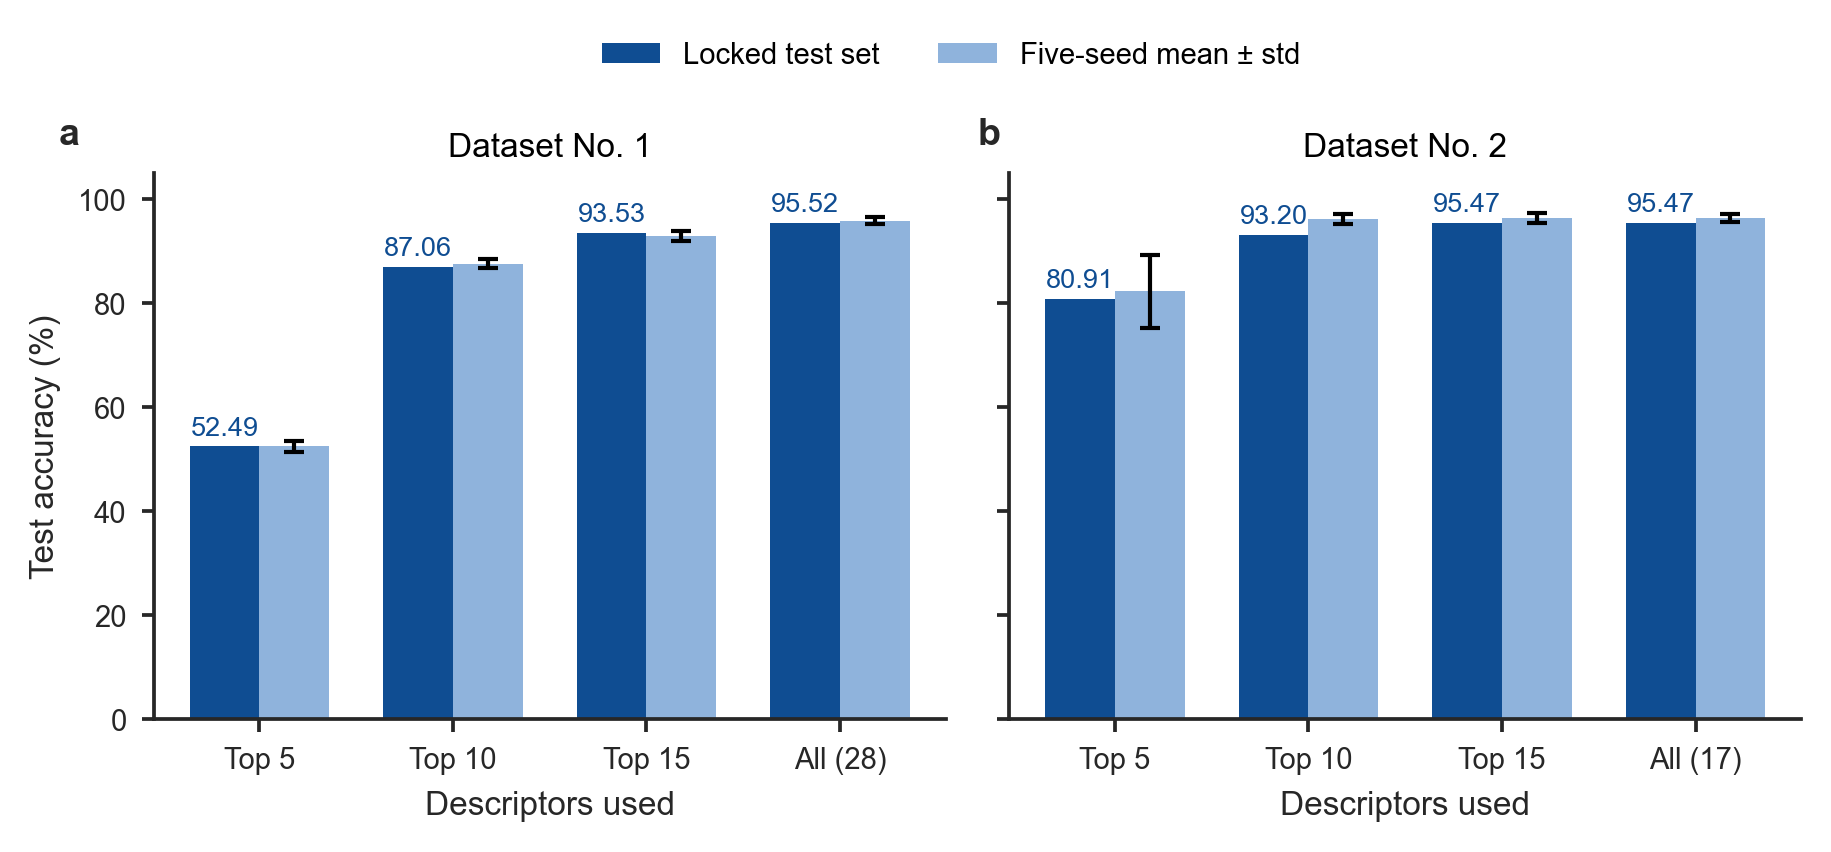 Locked test set
Five-seed mean ± std
a
Dataset No. 1
Test accuracy (%)
100
80
60
40
20
0
52.49
87.06
93.53
95.52
Top 5
Top 10
Top 15
All (28)
Descriptors used
b
Dataset No. 2
80.91
93.20
95.47
95.47
Top 5
Top 10
Top 15
All (17)
Descriptors used